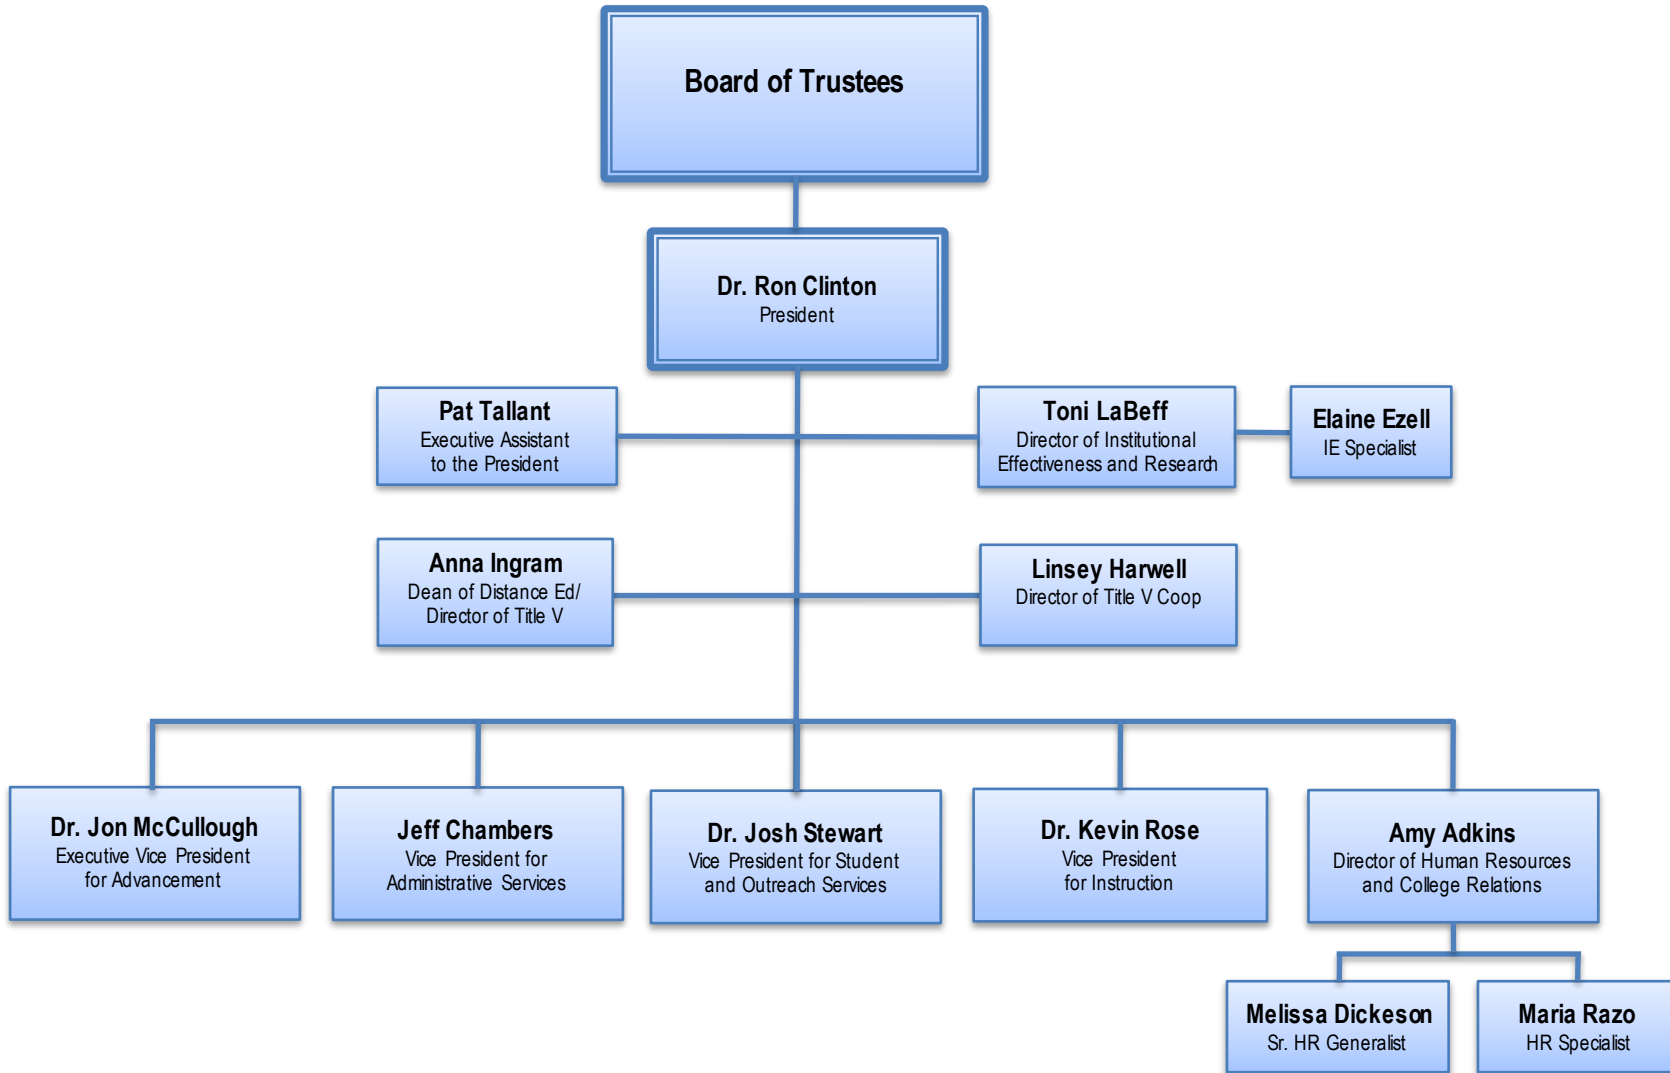 Board of Trustees
Dr. Ron Clinton
President
Pat Tallant
Executive Assistant
to the President
Toni LaBeff
Director of Institutional
Effectiveness and Research
Elaine Ezell
IE Specialist
Anna Ingram
Dean of Distance Ed/
Director of Title V
Linsey Harwell
Director of Title V Coop
Dr. Jon McCullough
Executive Vice President
for Advancement
Jeff Chambers
Vice President for
Administrative Services
Dr. Josh Stewart
Vice President for Student
and Outreach Services
Dr. Kevin Rose
Vice President
for Instruction
Amy Adkins
Director of Human Resources
and College Relations
Melissa Dickeson
Sr. HR Generalist
Maria Razo
HR Specialist